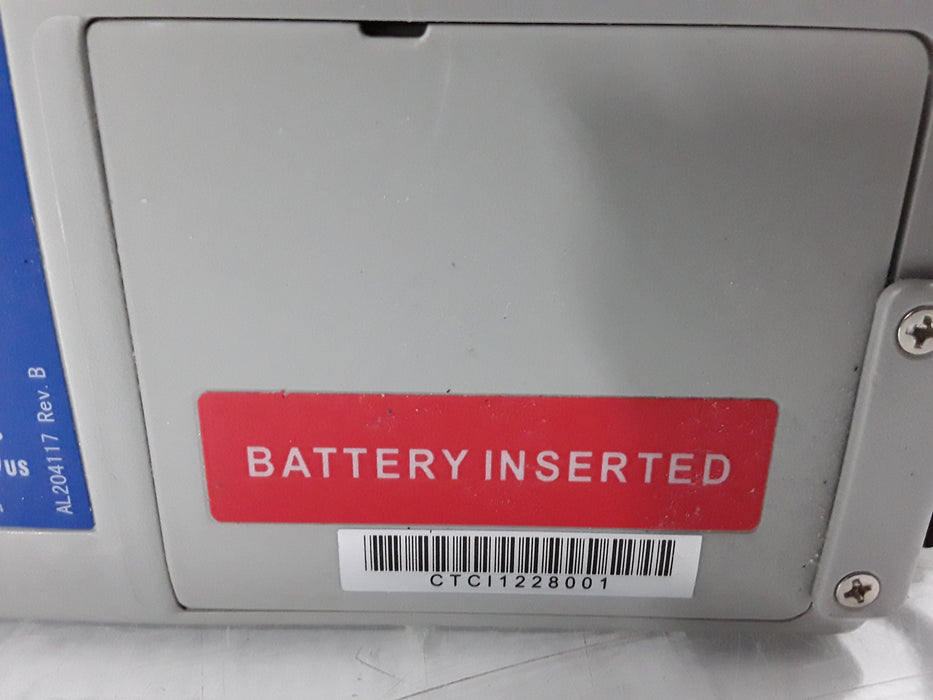 BATTERY INSERTED
CTCI1228001
AL204117 Rev. B
US